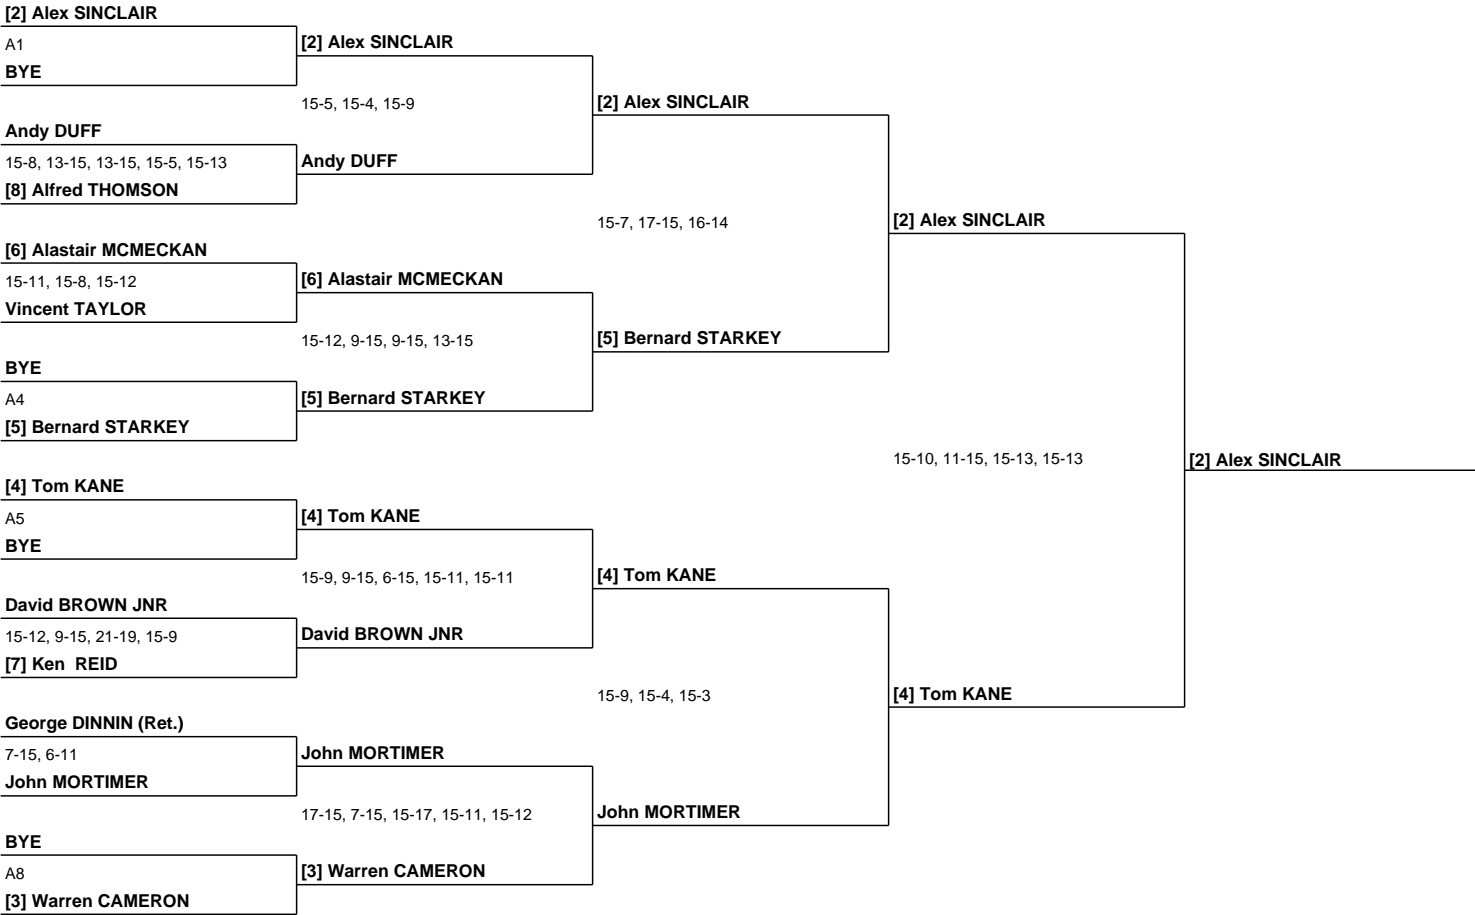 [2] Alex SINCLAIR
A1
[2] Alex SINCLAIR
BYE
15-5, 15-4, 15-9
[2] Alex SINCLAIR
Andy DUFF
15-8, 13-15, 13-15, 15-5, 15-13
Andy DUFF
[8] Alfred THOMSON
15-7, 17-15, 16-14
[2] Alex SINCLAIR
[6] Alastair MCMECKAN
15-11, 15-8, 15-12
[6] Alastair MCMECKAN
Vincent TAYLOR
15-12, 9-15, 9-15, 13-15
[5] Bernard STARKEY
BYE
A4
[5] Bernard STARKEY
[5] Bernard STARKEY
15-10, 11-15, 15-13, 15-13
[2] Alex SINCLAIR
[4] Tom KANE
A5
[4] Tom KANE
BYE
15-9, 9-15, 6-15, 15-11, 15-11
[4] Tom KANE
David BROWN JNR
15-12, 9-15, 21-19, 15-9
David BROWN JNR
[7] Ken REID
15-9, 15-4, 15-3
[4] Tom KANE
George DINNIN (Ret.)
7-15, 6-11
John MORTIMER
John MORTIMER
17-15, 7-15, 15-17, 15-11, 15-12
John MORTIMER
BYE
A8
[3] Warren CAMERON
[3] Warren CAMERON